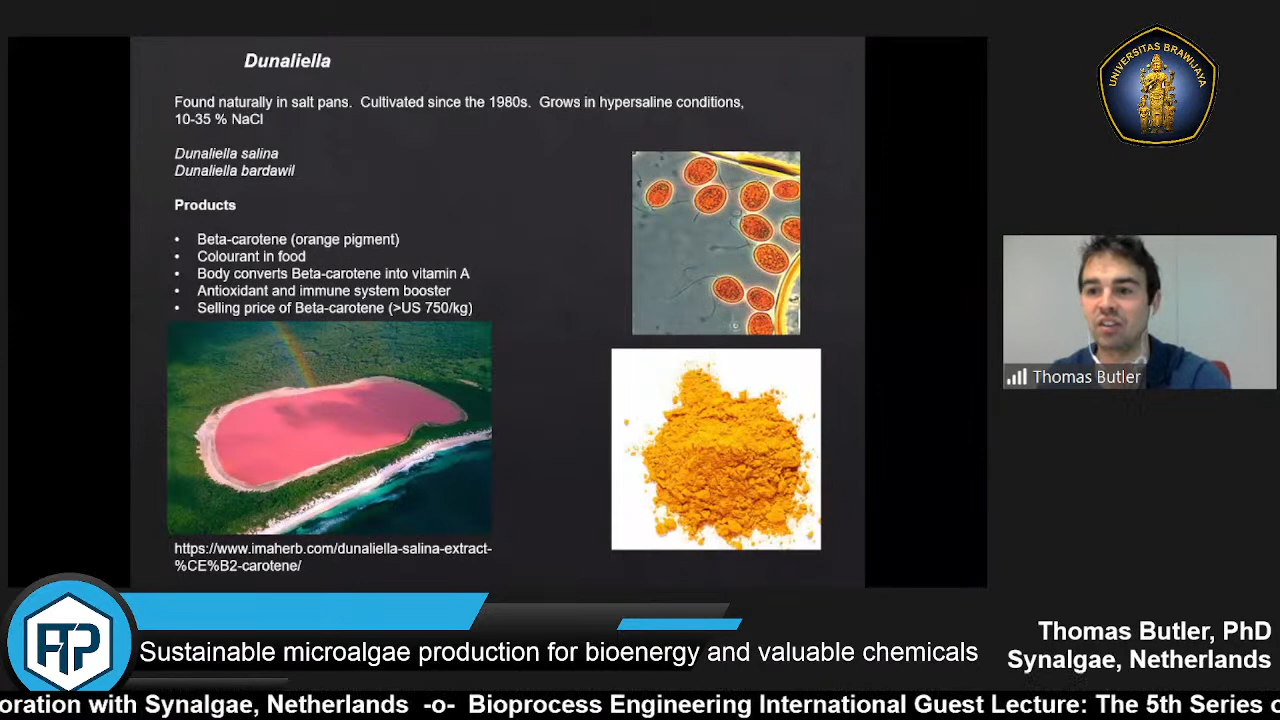 Dunaliella
Found naturally in salt pans. Cultivated since the 1980s. Grows in hypersaline conditions,
10-35 % NaCl
Dunaliella salina
Dunaliella bardawil
Products
• Beta-carotene (orange pigment)
• Colourant in food
• Body converts Beta-carotene into vitamin A
• Antioxidant and immune system booster
• Selling price of Beta-carotene (>US 750/kg)
https://www.imaherb.com/dunaliella-salina-extract-
%CE%B2-carotene/
UNIVERSITAS BRAWIJAYA
Thomas Butler
FTP
Sustainable microalgae production for bioenergy and valuable chemicals
Thomas Butler, PhD
Synalgae, Netherlands
oration with Synalgae, Netherlands -o- Bioprocess Engineering International Guest Lecture: The 5th Series